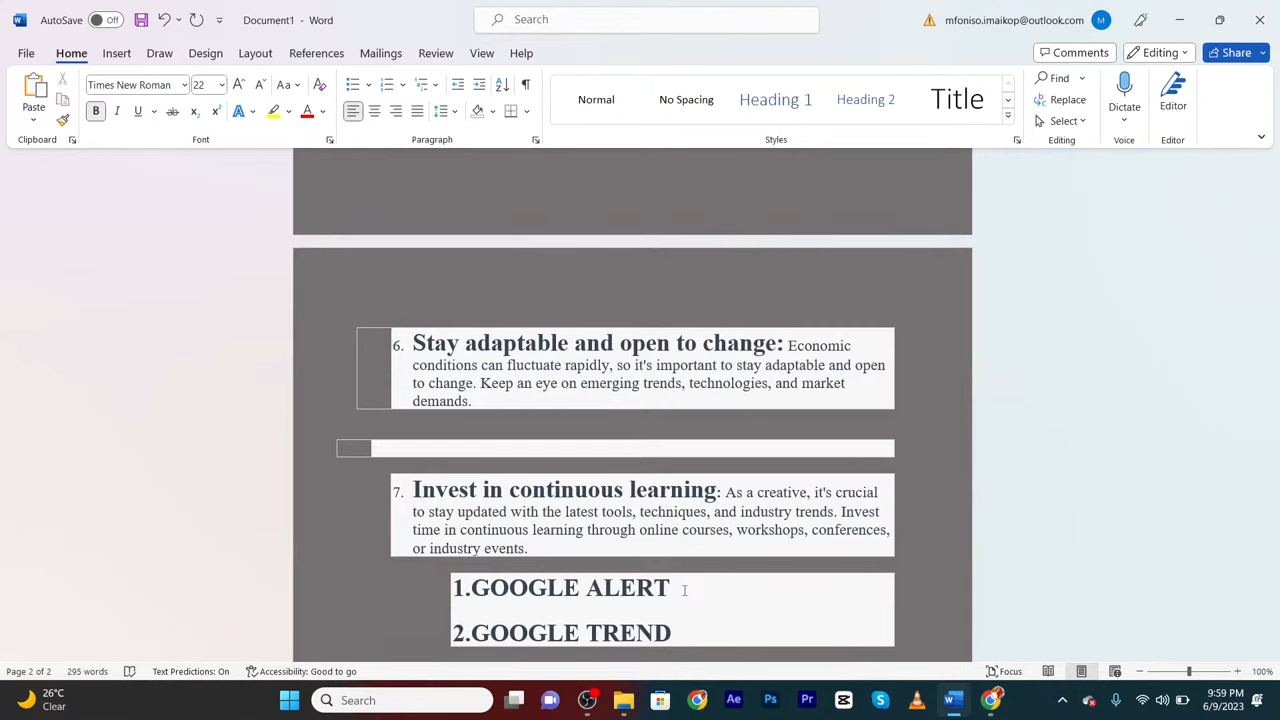 AutoSave Off Document1 - Word Search mfoniso.imaikop@outlook.com M
File Home Insert Draw Design Layout References Mailings Review View Help Comments Editing Share
Paste Times New Roman 22 Aa Normal No Spacing Heading 1 Heading 2 Title Find Replace Select Dictate Editor
Clipboard Font Paragraph Styles Editing Voice Editor
6. Stay adaptable and open to change: Economic
conditions can fluctuate rapidly, so it's important to stay adaptable and open
to change. Keep an eye on emerging trends, technologies, and market
demands.
7. Invest in continuous learning: As a creative, it's crucial
to stay updated with the latest tools, techniques, and industry trends. Invest
time in continuous learning through online courses, workshops, conferences,
or industry events.
1.GOOGLE ALERT
2.GOOGLE TREND
Page 2 of 2 295 words Text Predictions: On Accessibility: Good to go Focus 100%
26°C
Clear
Search
9:59 PM
6/9/2023